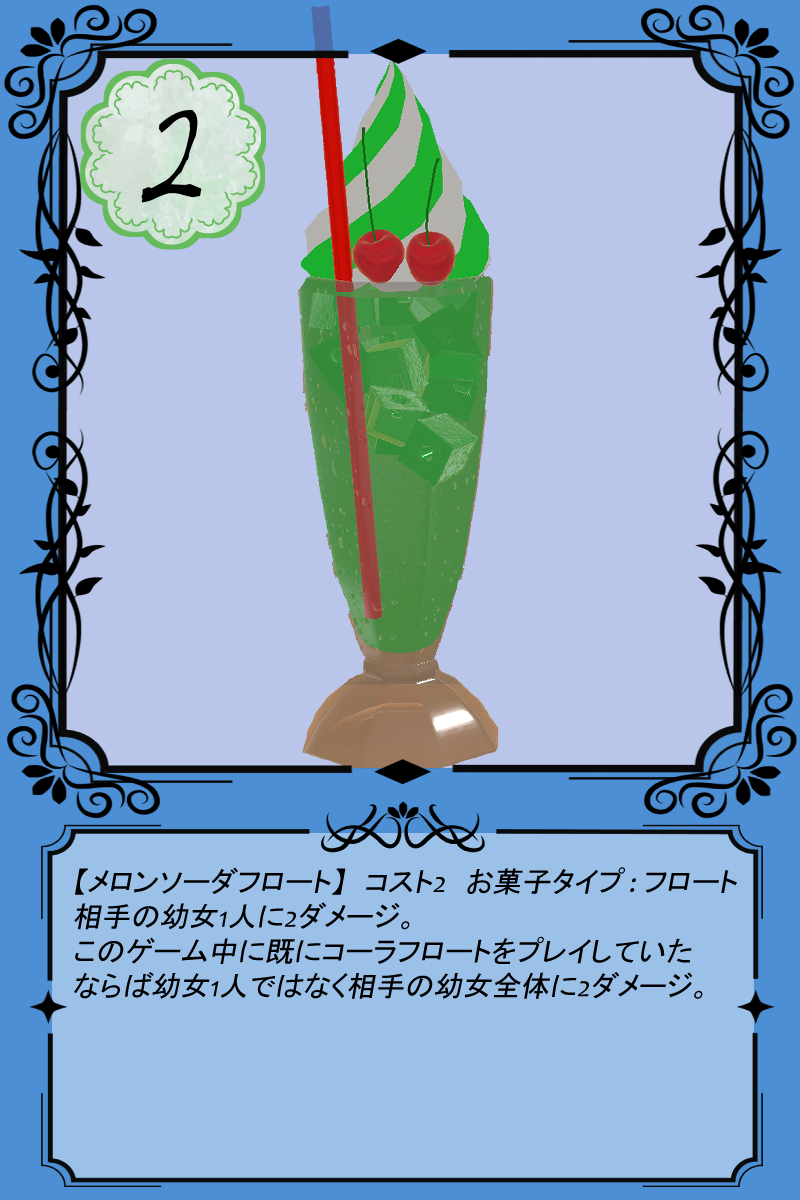 2
【メロンソーダフロート】 コスト2 お菓子タイプ：フロート
相手の幼女1人に2ダメージ。
このゲーム中に既にコーラフロートをプレイしていた
ならば幼女1人ではなく相手の幼女全体に2ダメージ。